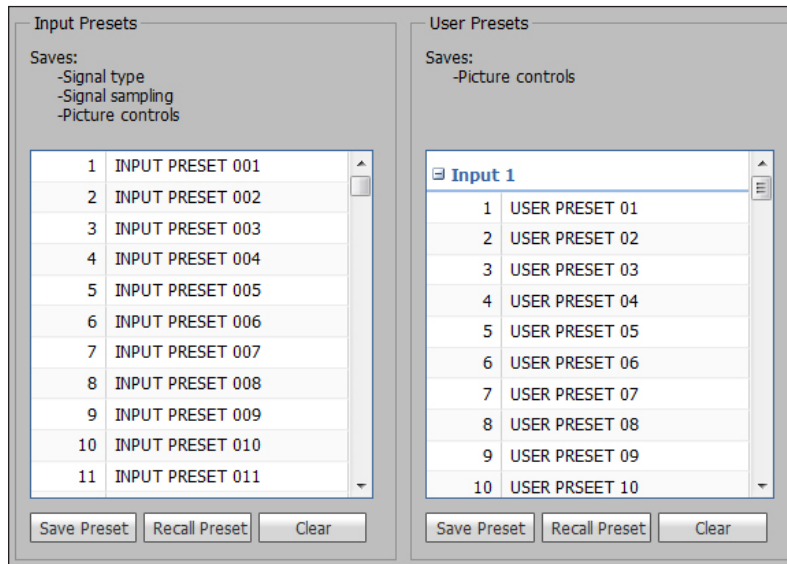 Input Presets
Saves:
-Signal type
-Signal sampling
-Picture controls
1 INPUT PRESET 001
2 INPUT PRESET 002
3 INPUT PRESET 003
4 INPUT PRESET 004
5 INPUT PRESET 005
6 INPUT PRESET 006
7 INPUT PRESET 007
8 INPUT PRESET 008
9 INPUT PRESET 009
10 INPUT PRESET 010
11 INPUT PRESET 011
Save Preset Recall Preset Clear
User Presets
Saves:
-Picture controls
Input 1
1 USER PRESET 01
2 USER PRESET 02
3 USER PRESET 03
4 USER PRESET 04
5 USER PRESET 05
6 USER PRESET 06
7 USER PRESET 07
8 USER PRESET 08
9 USER PRESET 09
10 USER PRSEET 10
Save Preset Recall Preset Clear